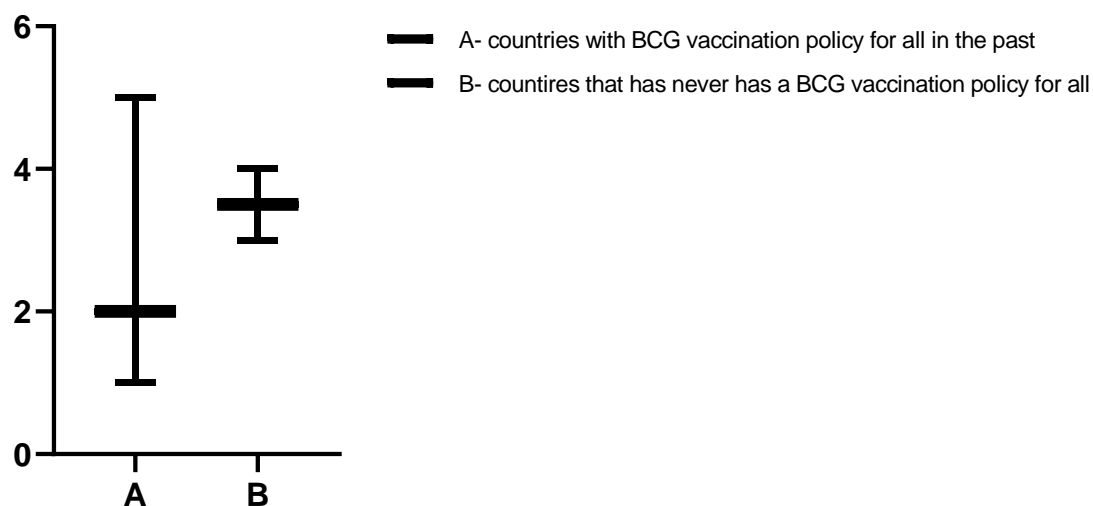 6
4
2
0
A
B
A- countries with BCG vaccination policy for all in the past
B- countires that has never has a BCG vaccination policy for all